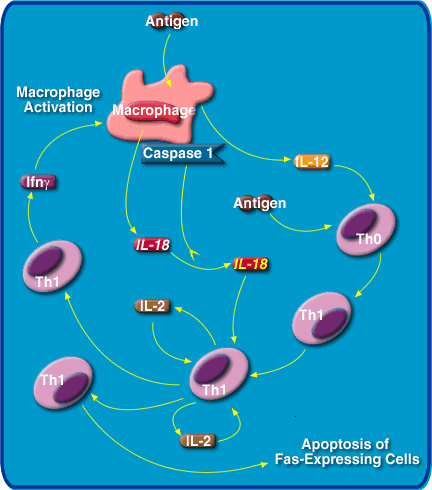 Antigen
Macrophage
Activation
Macrophage
Caspase 1
IL-12
Ifnγ
Antigen
Th0
IL-18
IL-18
Th1
IL-2
Th1
Th1
Th1
IL-2
Apoptosis of
Fas-Expressing Cells